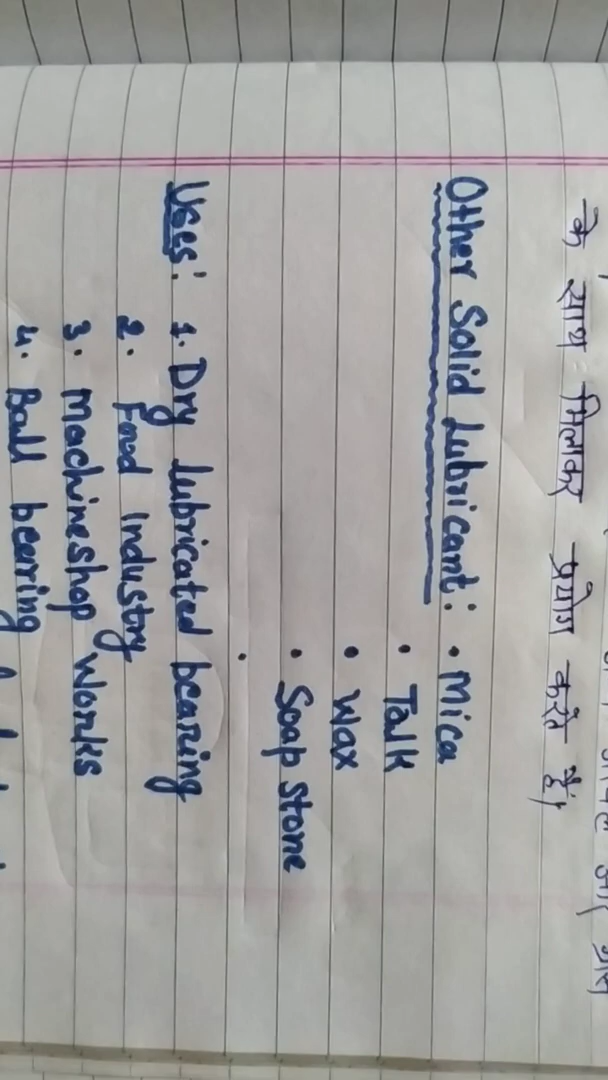 के साथ मिलाकर प्रयोग करते हैं।
Other Solid Lubricant: • Mica
• Talk
• Wax
• Soap Stone
•
Uses: 1. Dry lubricated bearing
2. Food Industry
3. Machineshop Works
4. Ball bearing